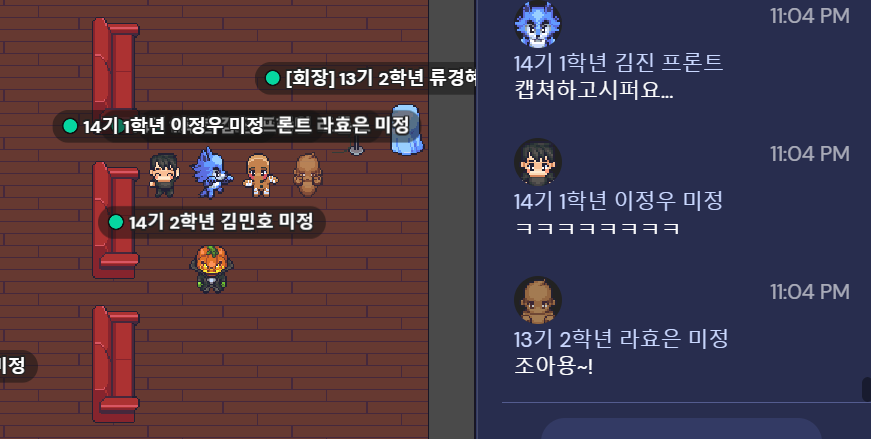 [회장] 13기 2학년 류경혜
14기 1학년 이정우 미정
프론트 라효은 미정
14기 2학년 김민호 미정
미정
11:04 PM
14기 1학년 김진 프론트
캡쳐하고시퍼요...
11:04 PM
14기 1학년 이정우 미정
ㅋㅋㅋㅋㅋㅋㅋㅋ
11:04 PM
13기 2학년 라효은 미정
조아용~!